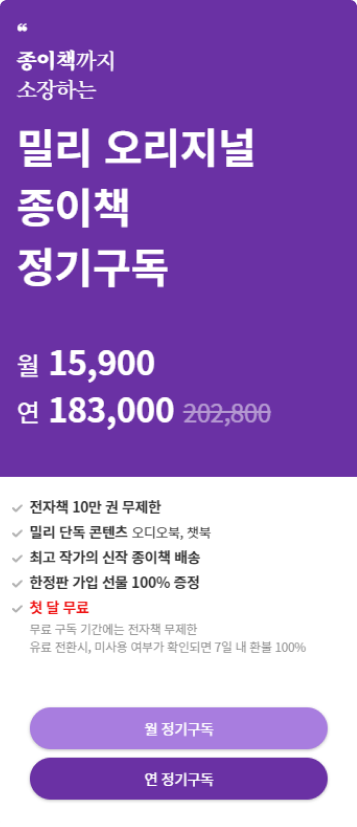 ❝
종이책까지
소장하는
밀리 오리지널
종이책
정기구독
월 15,900
연 183,000 202,800
전자책 10만 권 무제한
밀리 단독 콘텐츠 오디오북, 챗북
최고 작가의 신작 종이책 배송
한정판 가입 선물 100% 증정
첫 달 무료
무료 구독 기간에는 전자책 무제한
유료 전환시, 미사용 여부가 확인되면 7일 내 환불 100%
월 정기구독
연 정기구독